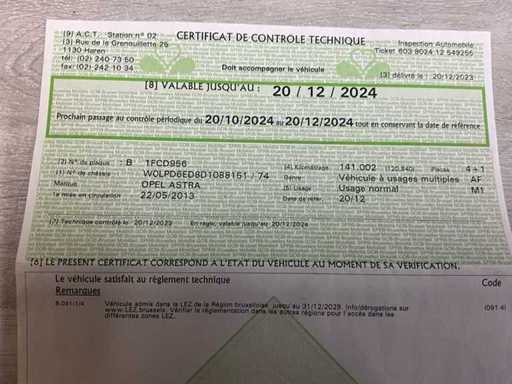 (9) A.C.T. Station n° 02
(3) Rue de la Grenouillette 2b
1130 Haren
tél: (02) 240 73 50
fax: (02) 242 10 34
CERTIFICAT DE CONTROLE TECHNIQUE
Doit accompagner le véhicule
Inspection Automobile
Ticket 603 8024 12 549255
[3] délivré le : 20/12/2023
[8] VALABLE JUSQU'AU : 20 / 12 / 2024
Prochain passage au contrôle périodique du 20/10/2024 au 20/12/2024 tout en conservant la date de référence
(2) N° de plaque : B 1FCD956
(1) N° de châssis W0LPD6ED8D1088151 / 74
Marque OPEL ASTRA
1e mise en circulation 22/05/2013
(4) Kilométrage 141.002 (120.840) Places 4+1
Genre Véhicule à usages multiples AF
(5) Usage Usage normal M1
Date de référ. 20/12
(7) Technique contrôlé le 20/12/2023 En règle, valable jusqu'au 20/12/2024
[6] LE PRESENT CERTIFICAT CORRESPOND A L'ETAT DU VEHICULE AU MOMENT DE SA VERIFICATION.
Le véhicule satisfait au règlement technique
Code
Remarques
Véhicule admis dans la LEZ de la Région bruxelloise jusqu'au 31/12/2029. Info/dérogations sur (091.4)
www.LEZ.brussels. Vérifier la réglementation dans les autres régions pour l'accès dans les
différentes zones LEZ.